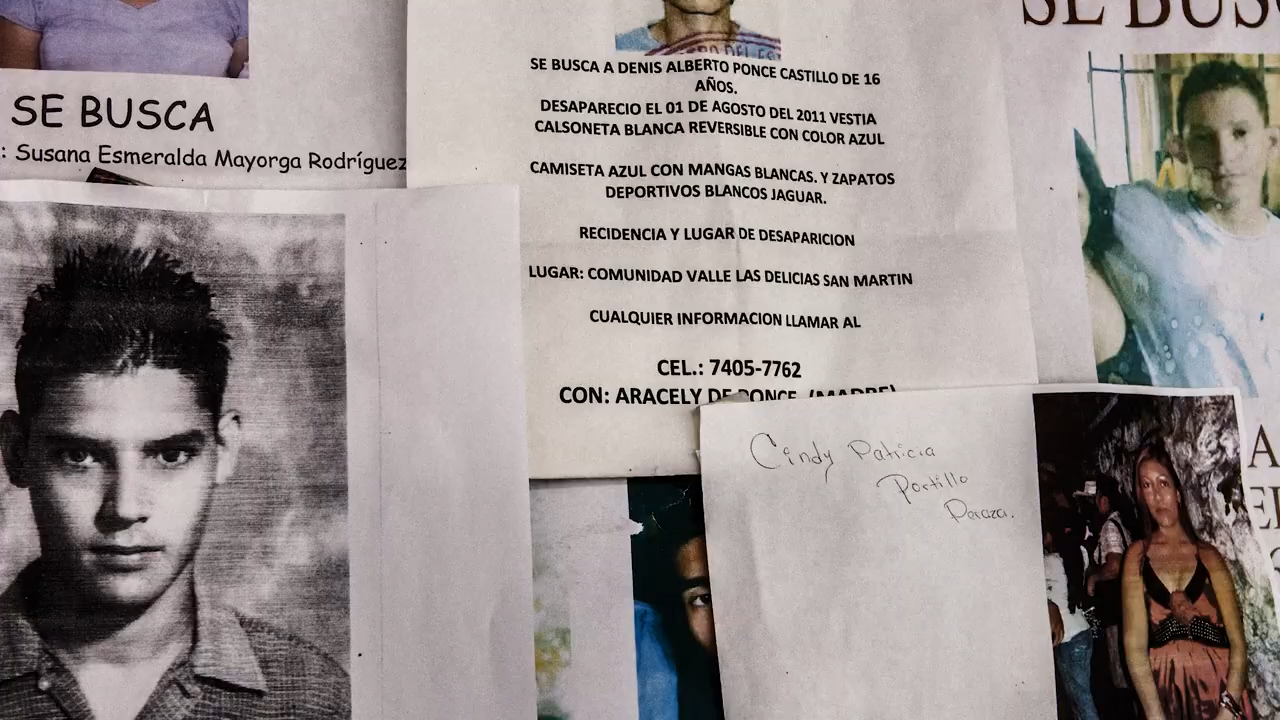 SE BUSCA
: Susana Esmeralda Mayorga Rodríguez
SE BUSCA A DENIS ALBERTO PONCE CASTILLO DE 16
AÑOS.
DESAPARECIO EL 01 DE AGOSTO DEL 2011 VESTIA
CALSONETA BLANCA REVERSIBLE CON COLOR AZUL
CAMISETA AZUL CON MANGAS BLANCAS. Y ZAPATOS
DEPORTIVOS BLANCOS JAGUAR.
RECIDENCIA Y LUGAR DE DESAPARICION
LUGAR: COMUNIDAD VALLE LAS DELICIAS SAN MARTIN
CUALQUIER INFORMACION LLAMAR AL
CEL.: 7405-7762
CON: ARACELY DE PONCE (MADRE)
SE BUSC
Cindy Patricia
Portillo
Peraza.